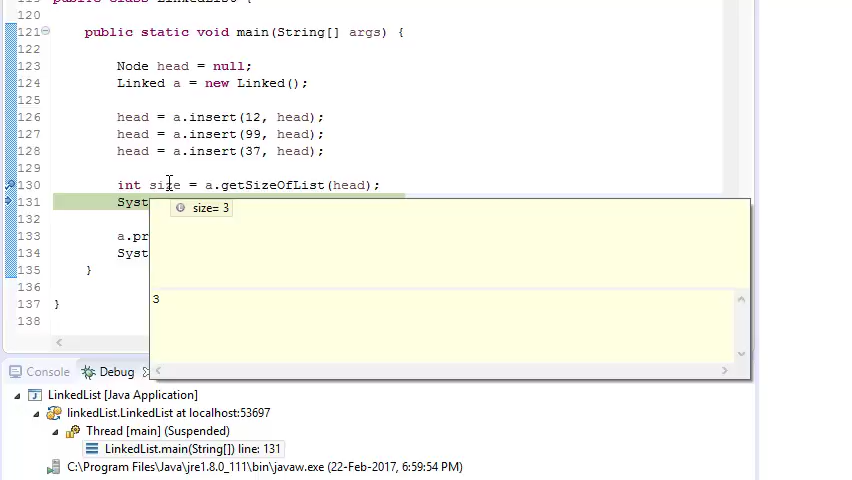 public class LinkedList {
120
121 public static void main(String[] args) {
122
123 Node head = null;
124 Linked a = new Linked();
125
126 head = a.insert(12, head);
127 head = a.insert(99, head);
128 head = a.insert(37, head);
129
130 int size = a.getSizeOfList(head);
131 Syst
size= 3
133 a.pr
134 Syst
135 }
136
3
137 }
138
Console Debug
LinkedList [Java Application]
linkedList.LinkedList at localhost:53697
Thread [main] (Suspended)
LinkedList.main(String[]) line: 131
C:\Program Files\Java\jre1.8.0_111\bin\javaw.exe (22-Feb-2017, 6:59:54 PM)